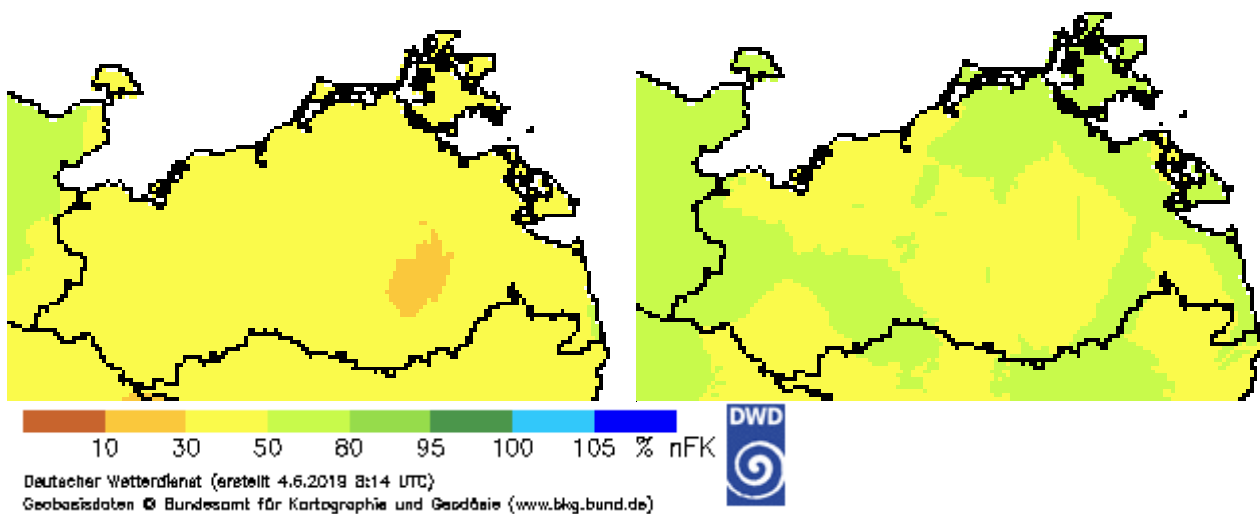 DWD
10 30 50 80 95 100 105 % nFK
Deutscher Wetterdienst (erstellt 4.6.2019 8:14 UTC)
Geobasisdaten © Bundesamt für Kartographie und Geodäsie (www.bkg.bund.de)